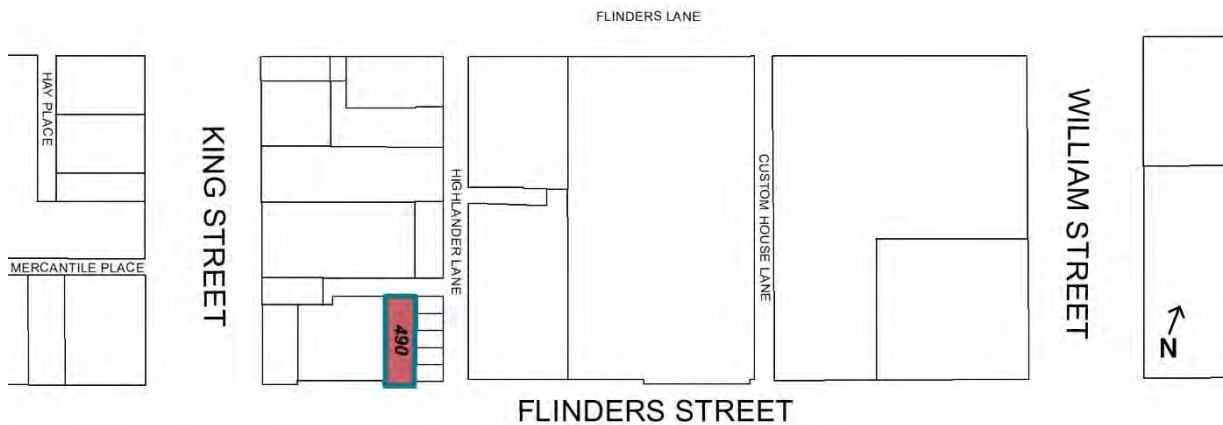 FLINDERS LANE
HAY PLACE
KING STREET
HIGHLANDER LANE
CUSTOM HOUSE LANE
WILLIAM STREET
MERCANTILE PLACE
490
N
FLINDERS STREET